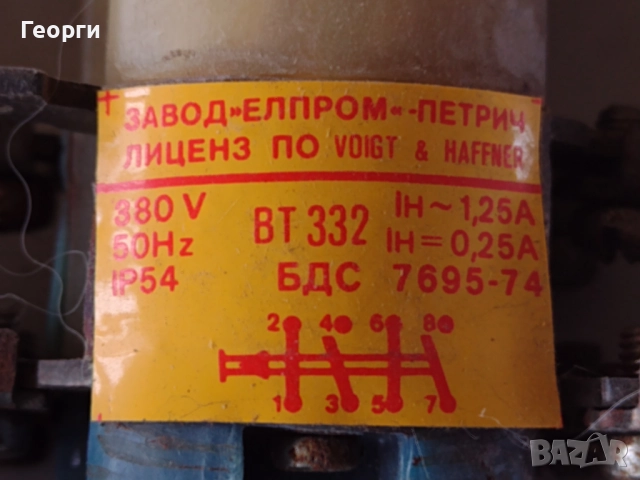 Георги
ЗАВОД»ЕЛПРОМ«-ПЕТРИЧ
ЛИЦЕНЗ ПО VOIGT & HAFFNER
380 V
50Hz
IP54
ВТ 332
IH ~ 1,25A
IH = 0,25A
БДС 7695-74
2 4 6 8
1 3 5 7
BAZAR